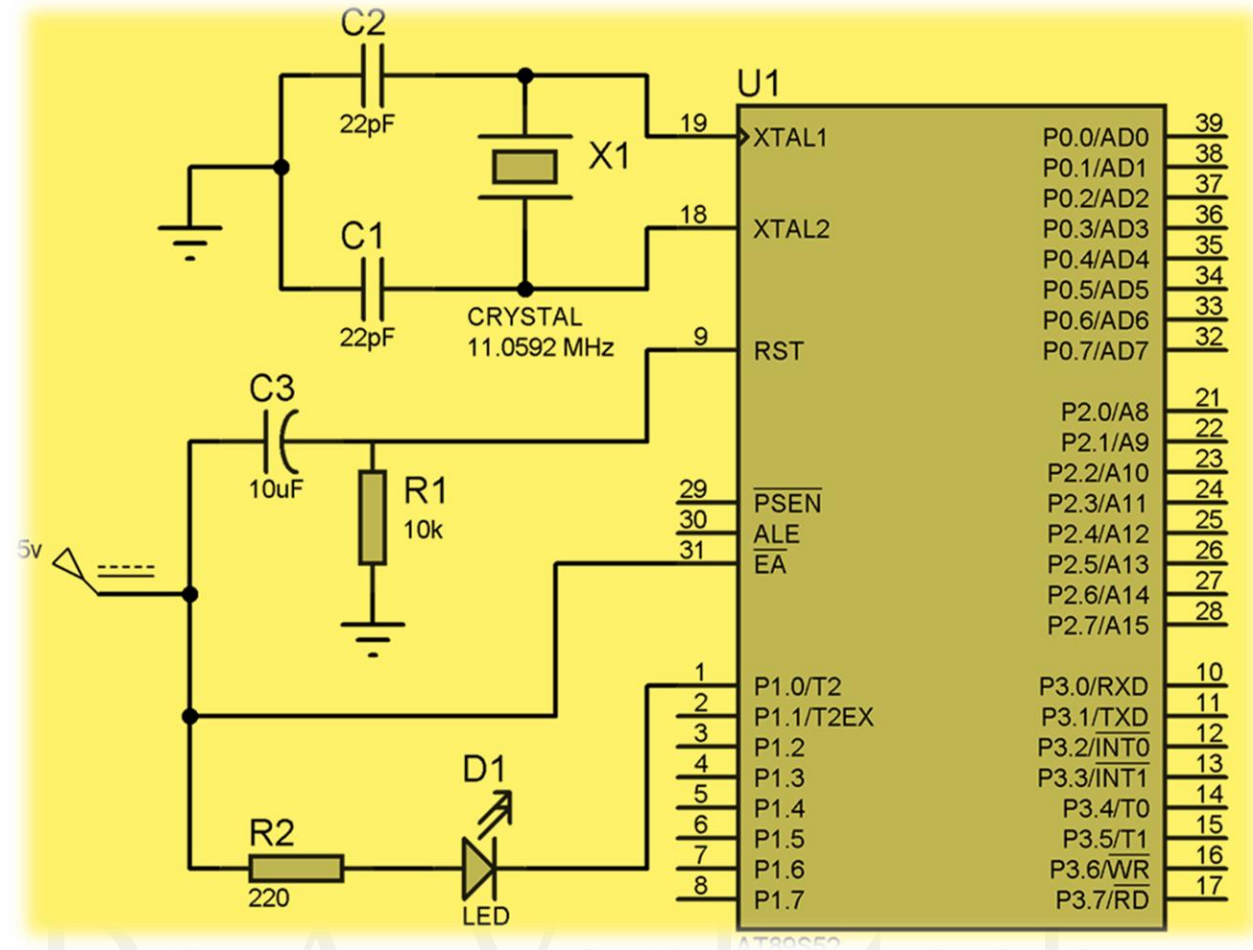 C2
22pF
X1
C1
22pF
CRYSTAL
11.0592 MHz
C3
10uF
R1
10k
5v
R2
220
D1
LED
U1
19 XTAL1
18 XTAL2
9 RST
29 PSEN
30 ALE
31 EA
1 P1.0/T2
2 P1.1/T2EX
3 P1.2
4 P1.3
5 P1.4
6 P1.5
7 P1.6
8 P1.7
P0.0/AD0 39
P0.1/AD1 38
P0.2/AD2 37
P0.3/AD3 36
P0.4/AD4 35
P0.5/AD5 34
P0.6/AD6 33
P0.7/AD7 32
P2.0/A8 21
P2.1/A9 22
P2.2/A10 23
P2.3/A11 24
P2.4/A12 25
P2.5/A13 26
P2.6/A14 27
P2.7/A15 28
P3.0/RXD 10
P3.1/TXD 11
P3.2/INT0 12
P3.3/INT1 13
P3.4/T0 14
P3.5/T1 15
P3.6/WR 16
P3.7/RD 17
AT89S52